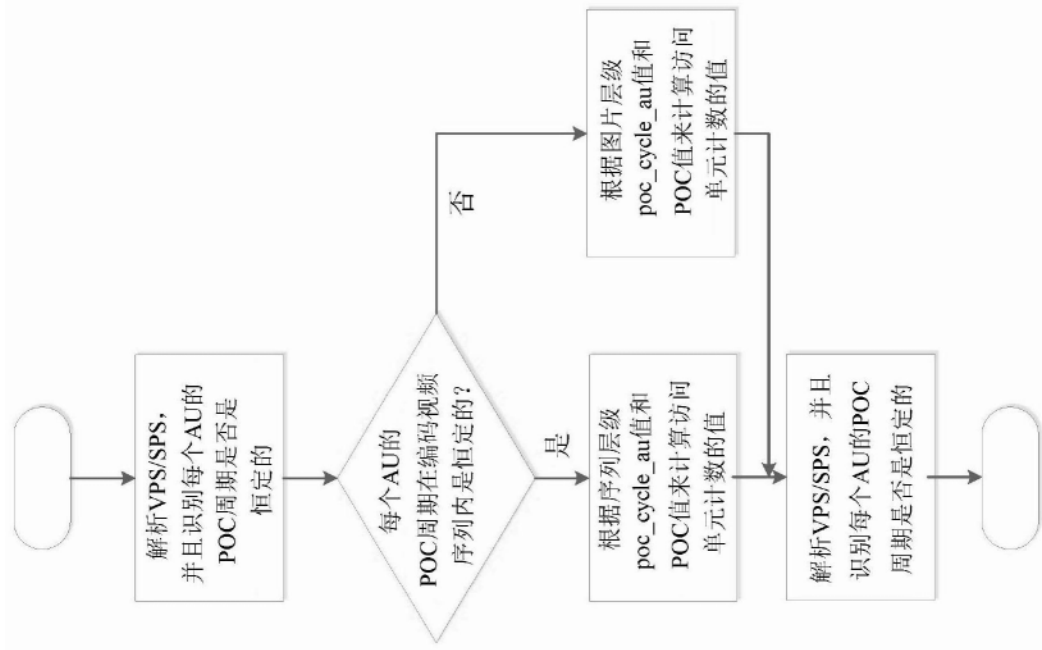 解析VPS/SPS，
并且识别每个AU的
POC周期是否是
恒定的
每个AU的
POC周期在编码视频
序列内是恒定的？
否
是
根据序列层级
poc_cycle_au值和
POC值来计算访问
单元计数的值
根据图片层级
poc_cycle_au值和
POC值来计算访问
单元计数的值
解析VPS/SPS，并且
识别每个AU的POC
周期是否是恒定的